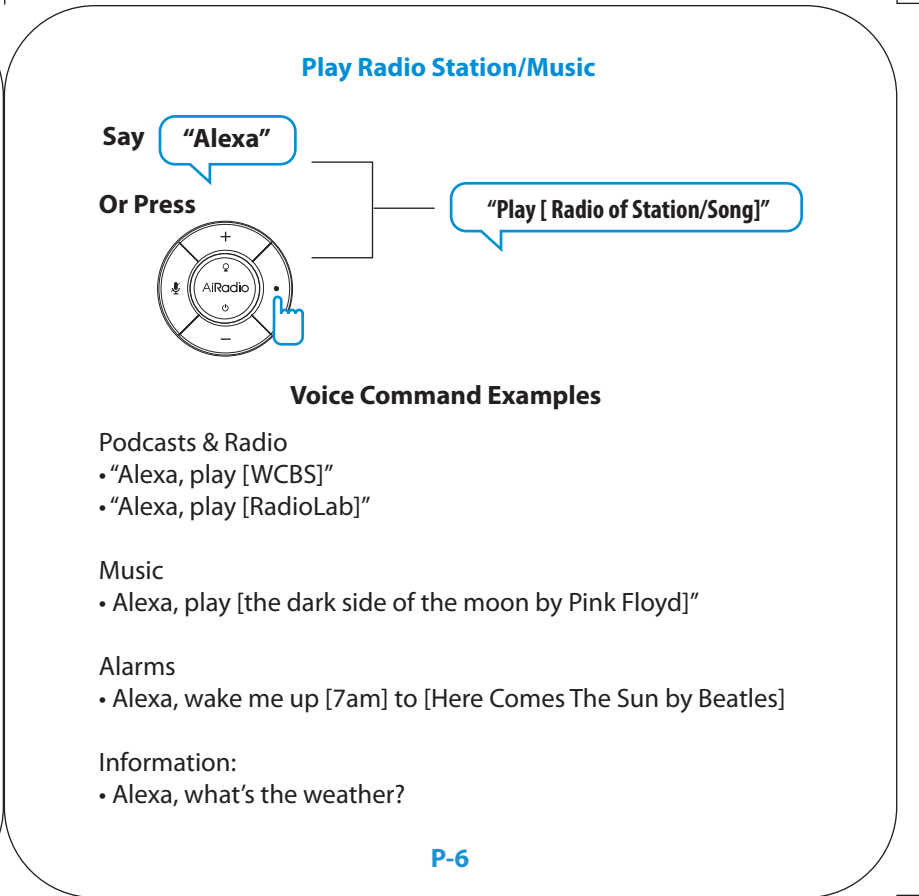 Play Radio Station/Music
Say “Alexa”
Or Press
“Play [ Radio of Station/Song]”
+
AiRadio
−
Voice Command Examples
Podcasts & Radio
• “Alexa, play [WCBS]”
• “Alexa, play [RadioLab]”
Music
• Alexa, play [the dark side of the moon by Pink Floyd]”
Alarms
• Alexa, wake me up [7am] to [Here Comes The Sun by Beatles]
Information:
• Alexa, what’s the weather?
P-6